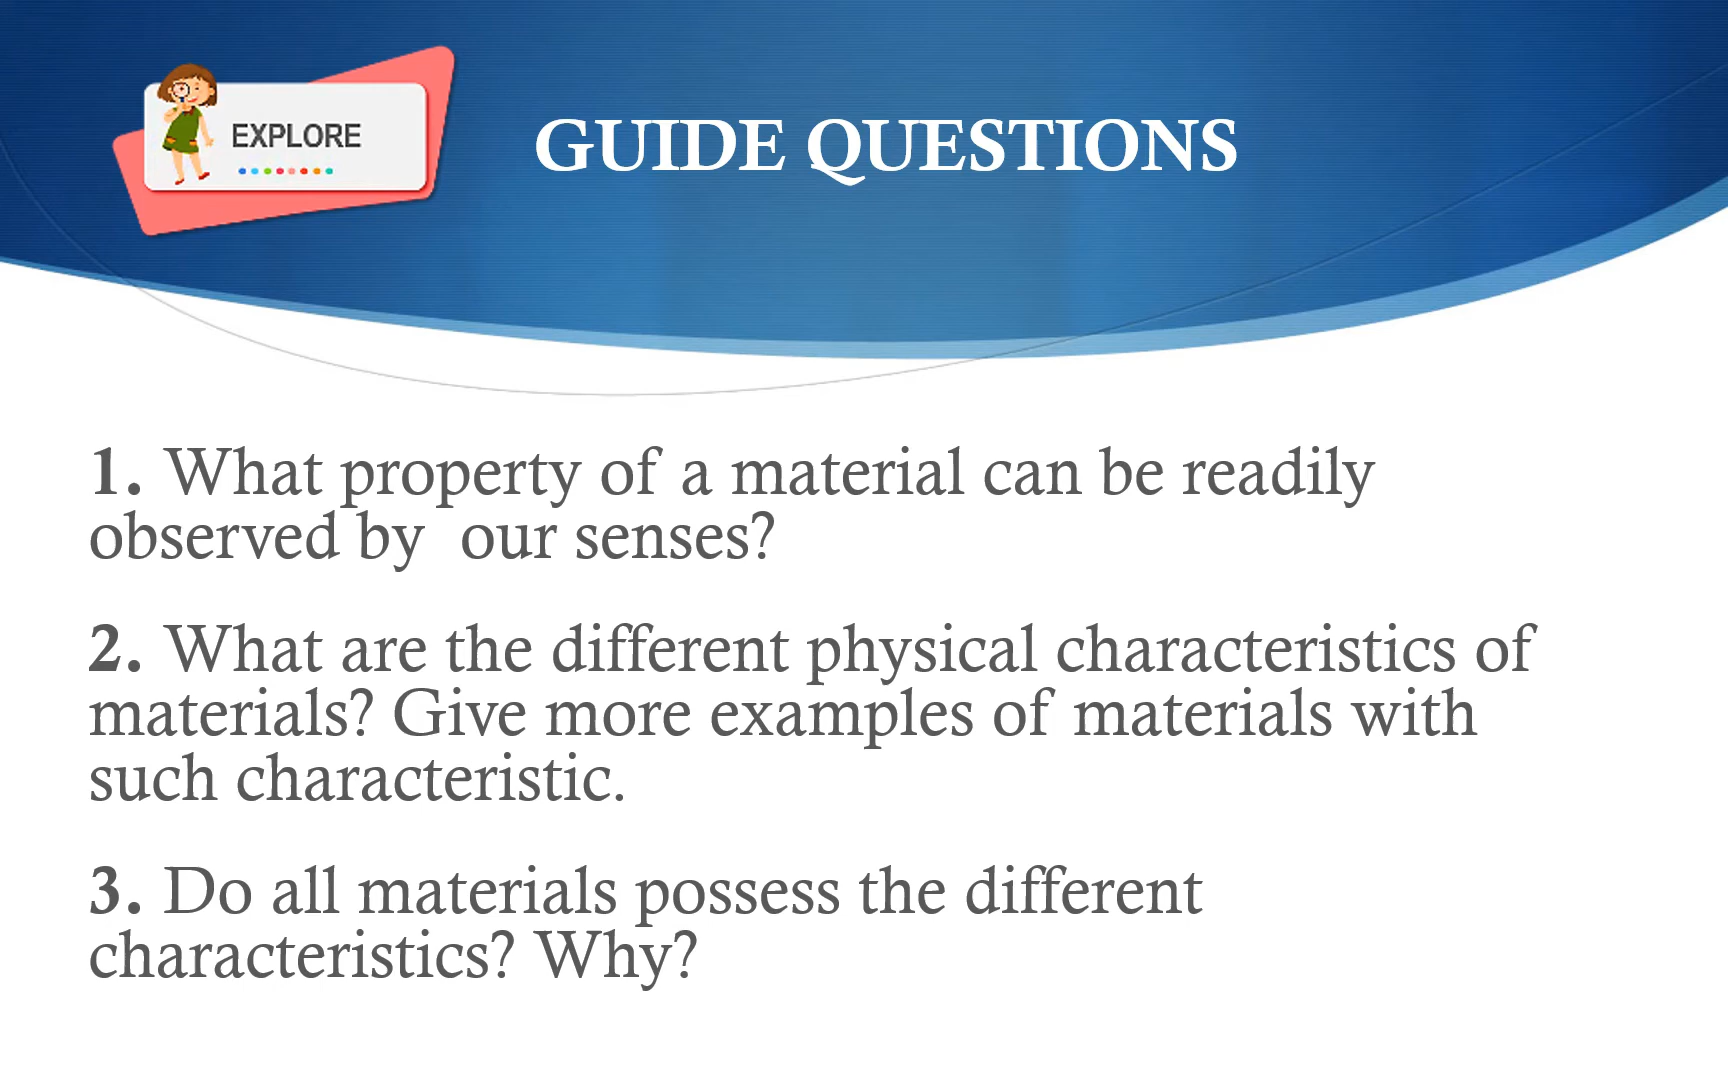 EXPLORE
GUIDE QUESTIONS
1. What property of a material can be readily
observed by  our senses?
2. What are the different physical characteristics of
materials? Give more examples of materials with
such characteristic.
3. Do all materials possess the different
characteristics? Why?